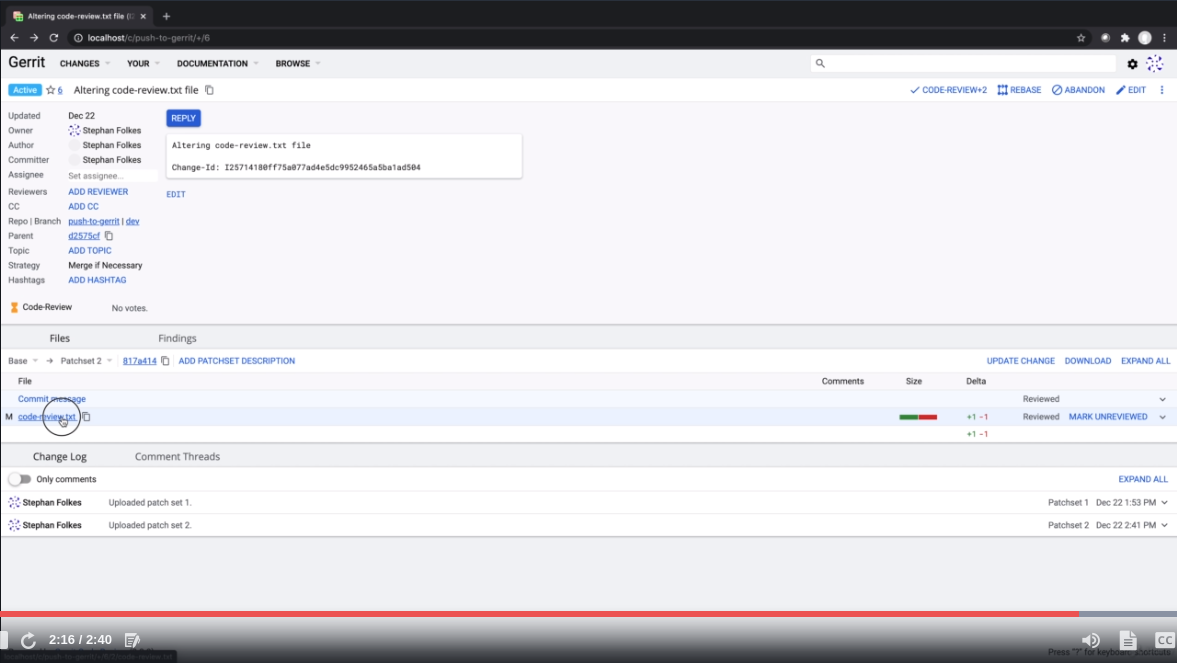 Altering code-review.txt file (
localhost/c/push-to-gerrit/+/6
Gerrit CHANGES YOUR DOCUMENTATION BROWSE
Active 6 Altering code-review.txt file CODE-REVIEW+2 REBASE ABANDON EDIT
Updated Dec 22 REPLY
Owner Stephan Folkes
Author Stephan Folkes Altering code-review.txt file
Committer Stephan Folkes
Change-Id: I25714180ff75a077ad4e5dc9952465a5ba1ad504
Assignee Set assignee...
Reviewers ADD REVIEWER EDIT
CC ADD CC
Repo | Branch push-to-gerrit | dev
Parent d2575cf
Topic ADD TOPIC
Strategy Merge if Necessary
Hashtags ADD HASHTAG
Code-Review No votes.
Files Findings
Base → Patchset 2 817a414 ADD PATCHSET DESCRIPTION UPDATE CHANGE DOWNLOAD EXPAND ALL
File Comments Size Delta
Commit message Reviewed
M code-review.txt +1 -1 Reviewed MARK UNREVIEWED
+1 -1
Change Log Comment Threads
Only comments EXPAND ALL
Stephan Folkes Uploaded patch set 1. Patchset 1 Dec 22 1:53 PM
Stephan Folkes Uploaded patch set 2. Patchset 2 Dec 22 2:41 PM
2:16 / 2:40 CC
Press "?" for keyboard shortcuts